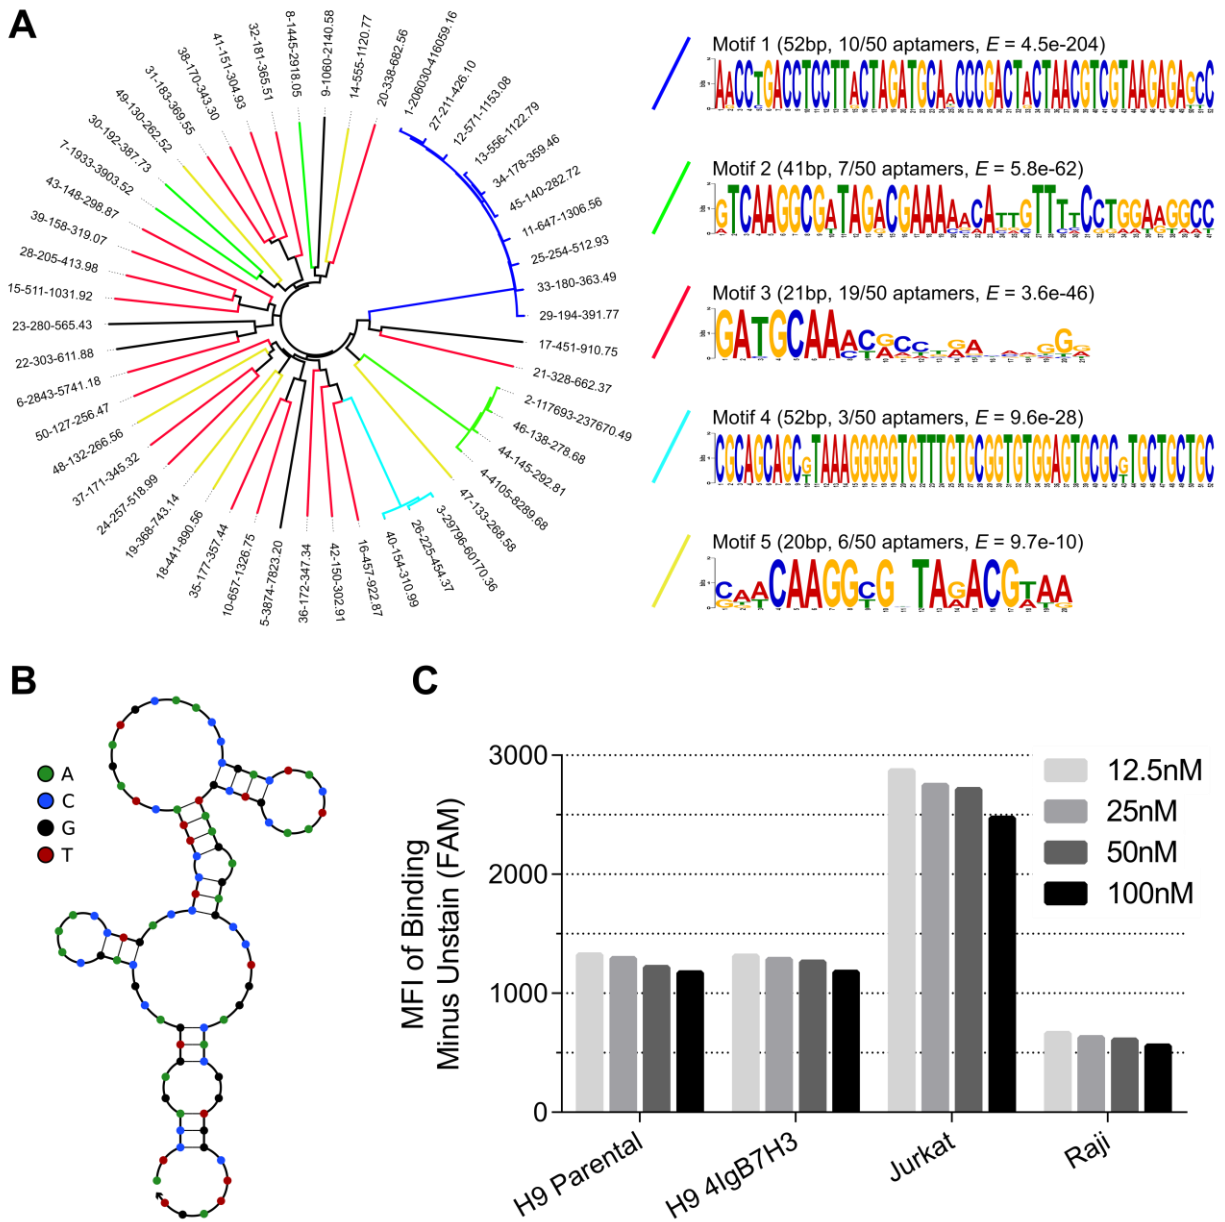 A
41-151-304.93
32-181-365.51
8-1445-2918.05
9-1060-2140.58
14-555-1120.77
20-338-682.56
1-206030-416059.16
27-211-426.10
12-571-1153.08
13-556-1122.79
34-178-359.46
45-140-282.72
11-647-1306.56
25-254-512.93
33-180-363.49
29-194-391.77
17-451-910.75
21-328-662.37
2-117693-237670.49
46-138-278.68
44-145-292.81
4-4105-8289.68
47-133-268.58
3-29796-60170.36
26-225-454.37
40-154-310.99
16-457-922.87
42-150-302.91
36-172-347.34
5-3874-7823.20
10-657-1326.75
35-177-357.44
18-441-890.56
19-368-743.14
24-257-518.99
37-171-345.32
48-132-266.56
50-127-256.47
6-2843-5741.18
22-303-611.88
23-280-565.43
15-511-1031.92
28-205-413.98
39-158-319.07
43-148-298.87
7-1933-3903.52
30-192-387.73
49-130-262.52
31-183-369.55
38-170-343.30
Motif 1 (52bp, 10/50 aptamers, E = 4.5e-204)
Motif 2 (41bp, 7/50 aptamers, E = 5.8e-62)
Motif 3 (21bp, 19/50 aptamers, E = 3.6e-46)
Motif 4 (52bp, 3/50 aptamers, E = 9.6e-28)
Motif 5 (20bp, 6/50 aptamers, E = 9.7e-10)
B
A
C
G
T
C
MFI of Binding
Minus Unstain (FAM)
3000
2000
1000
0
12.5nM
25nM
50nM
100nM
H9 Parental
H9 4IgB7H3
Jurkat
Raji